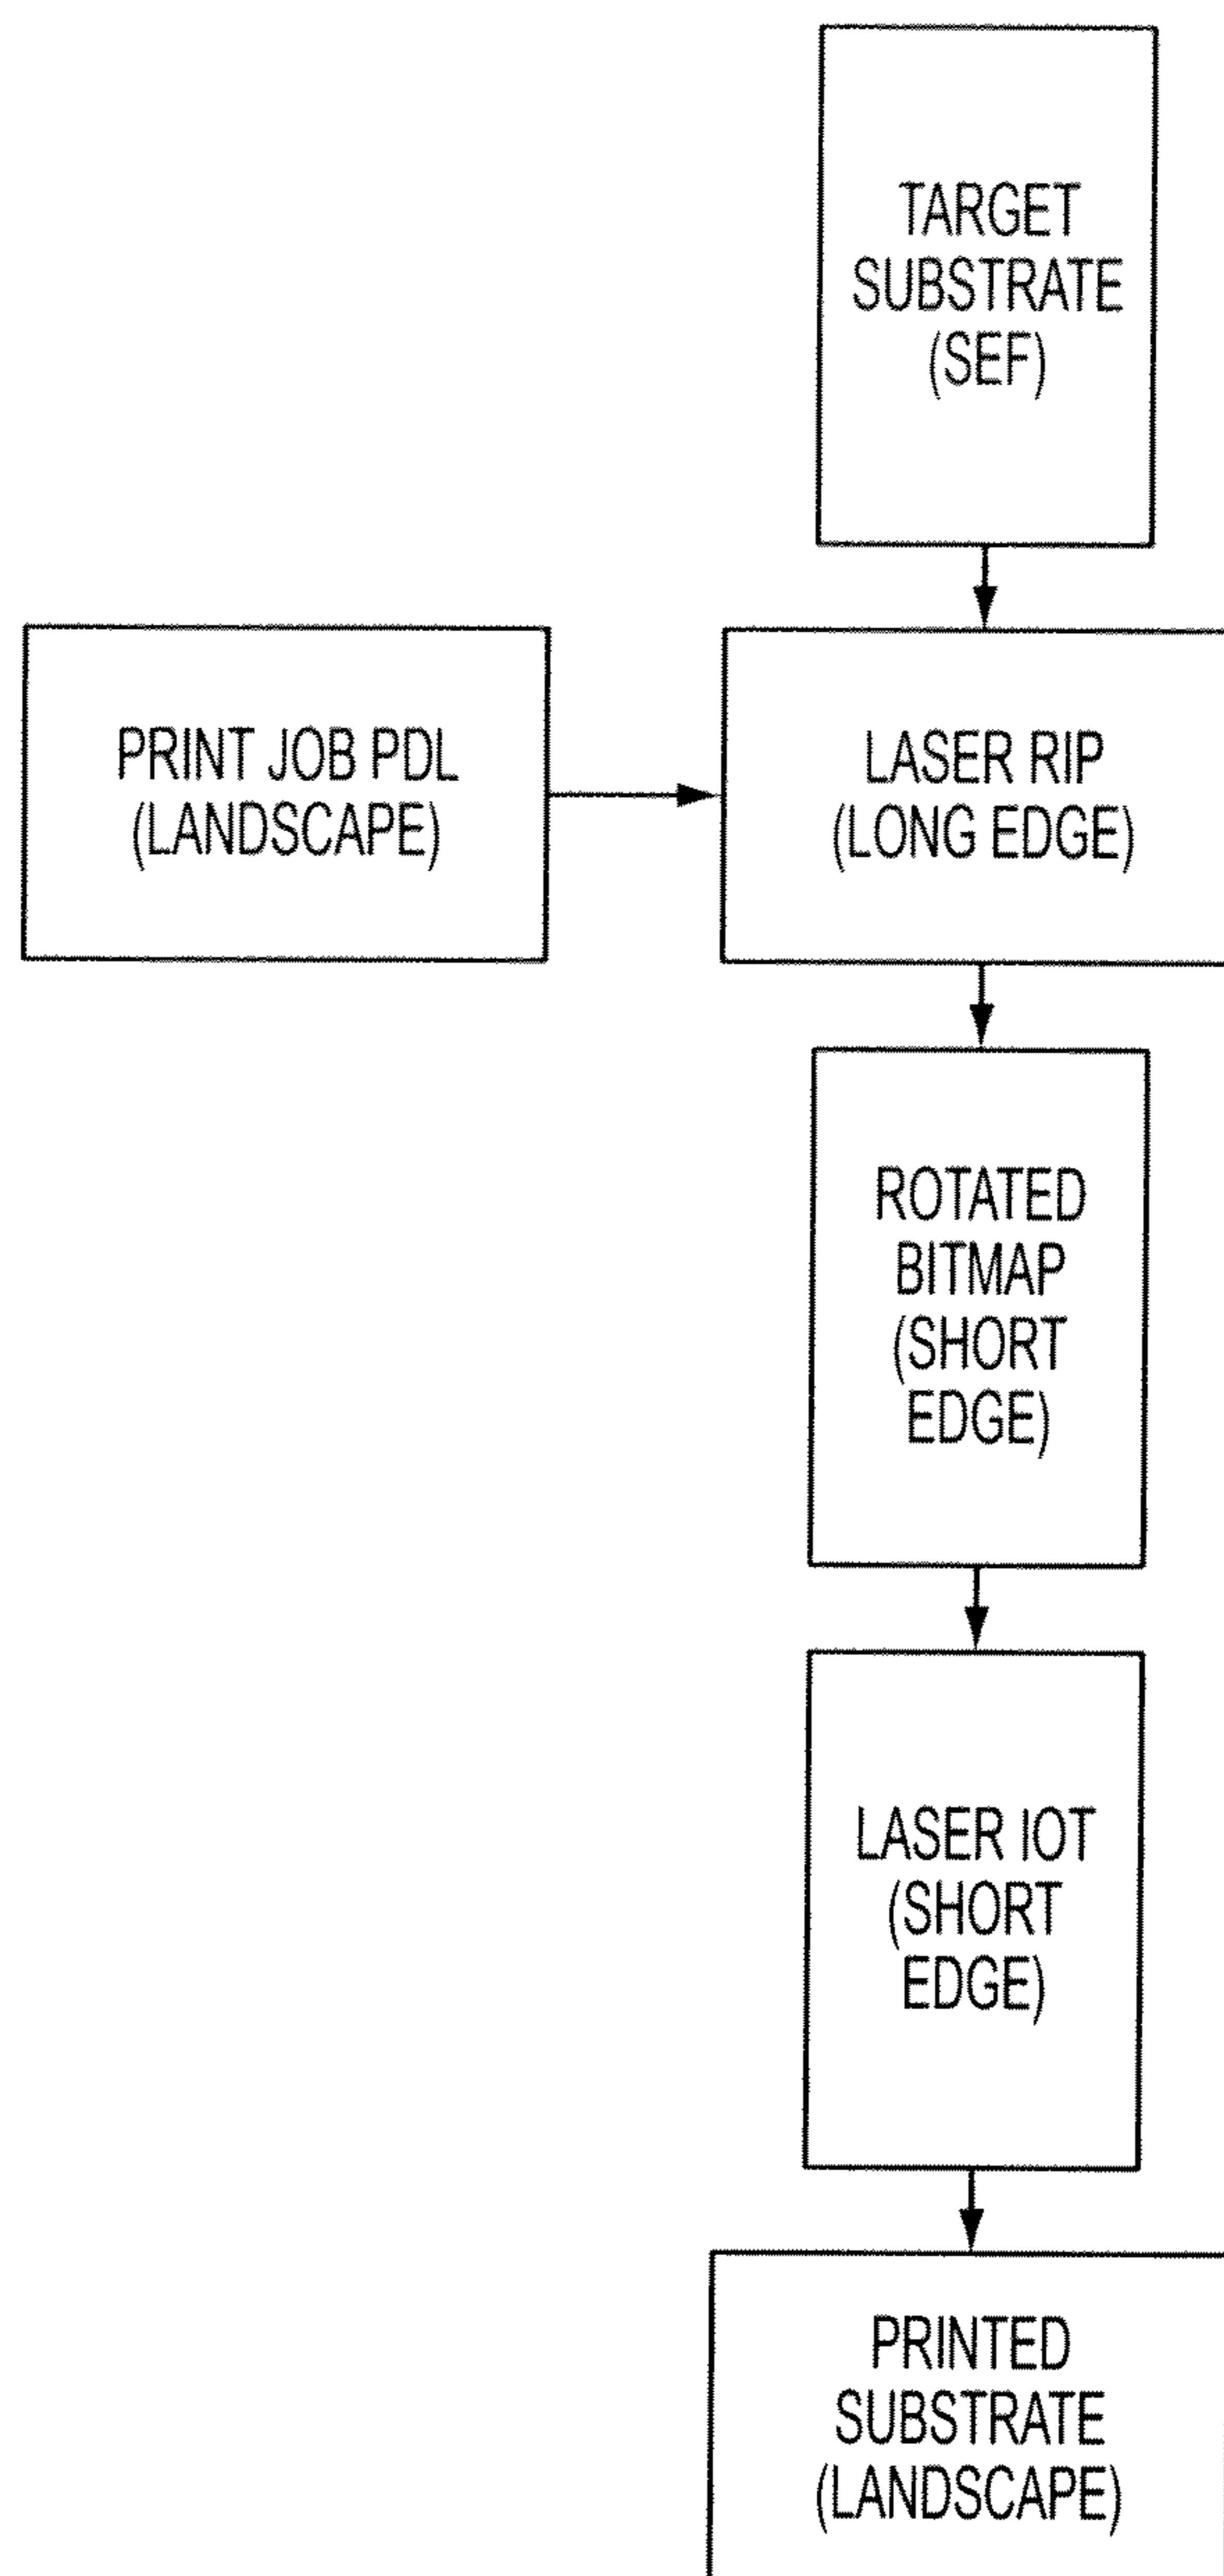 TARGET
SUBSTRATE
(SEF)
PRINT JOB PDL
(LANDSCAPE)
LASER RIP
(LONG EDGE)
ROTATED
BITMAP
(SHORT
EDGE)
LASER IOT
(SHORT
EDGE)
PRINTED
SUBSTRATE
(LANDSCAPE)